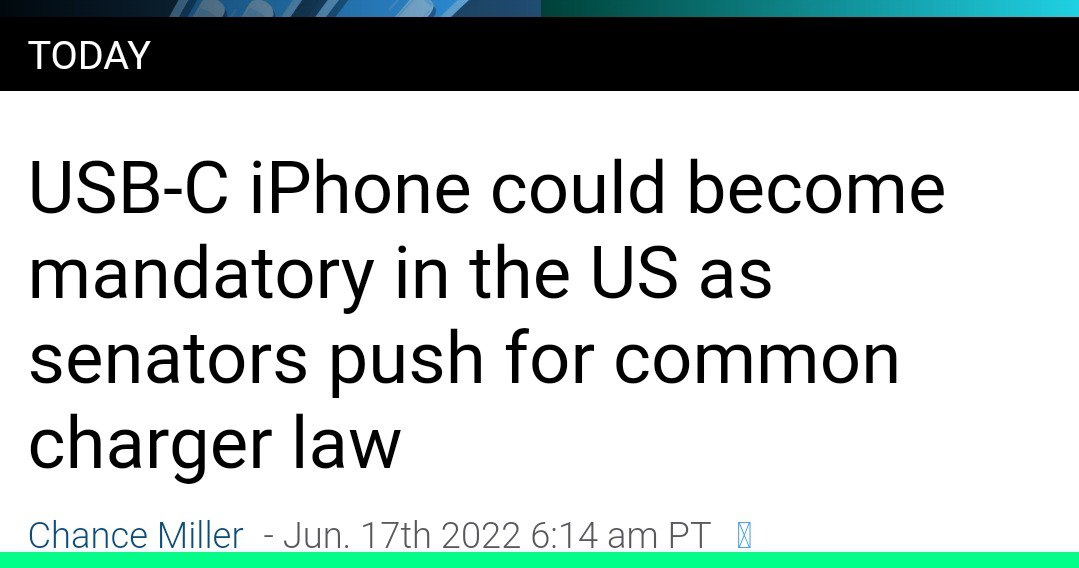 TODAY
USB-C iPhone could become
mandatory in the US as
senators push for common
charger law
Chance Miller - Jun. 17th 2022 6:14 am PT